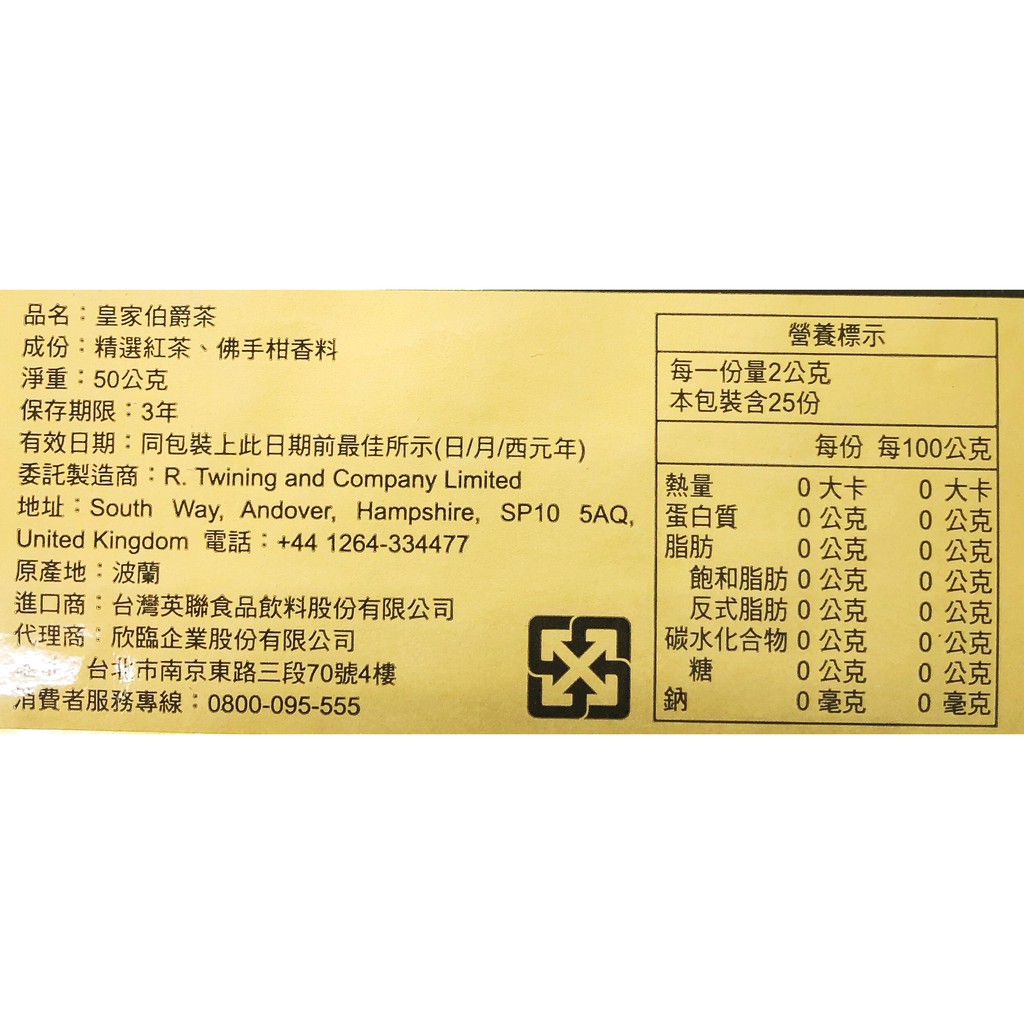 品名：皇家伯爵茶
成份：精選紅茶、佛手柑香料
淨重：50公克
保存期限：3年
有效日期：同包裝上此日期前最佳所示(日/月/西元年)
委託製造商：R. Twining and Company Limited
地址：South Way, Andover, Hampshire, SP10 5AQ,
United Kingdom 電話：+44 1264-334477
原產地：波蘭
進口商：台灣英聯食品飲料股份有限公司
代理商：欣臨企業股份有限公司
台北市南京東路三段70號4樓
消費者服務專線：0800-095-555
營養標示
每一份量2公克
本包裝含25份
每份 每100公克
熱量 0 大卡 0 大卡
蛋白質 0 公克 0 公克
脂肪 0 公克 0 公克
飽和脂肪 0 公克 0 公克
反式脂肪 0 公克 0 公克
碳水化合物 0 公克 0 公克
糖 0 公克 0 公克
鈉 0 毫克 0 毫克